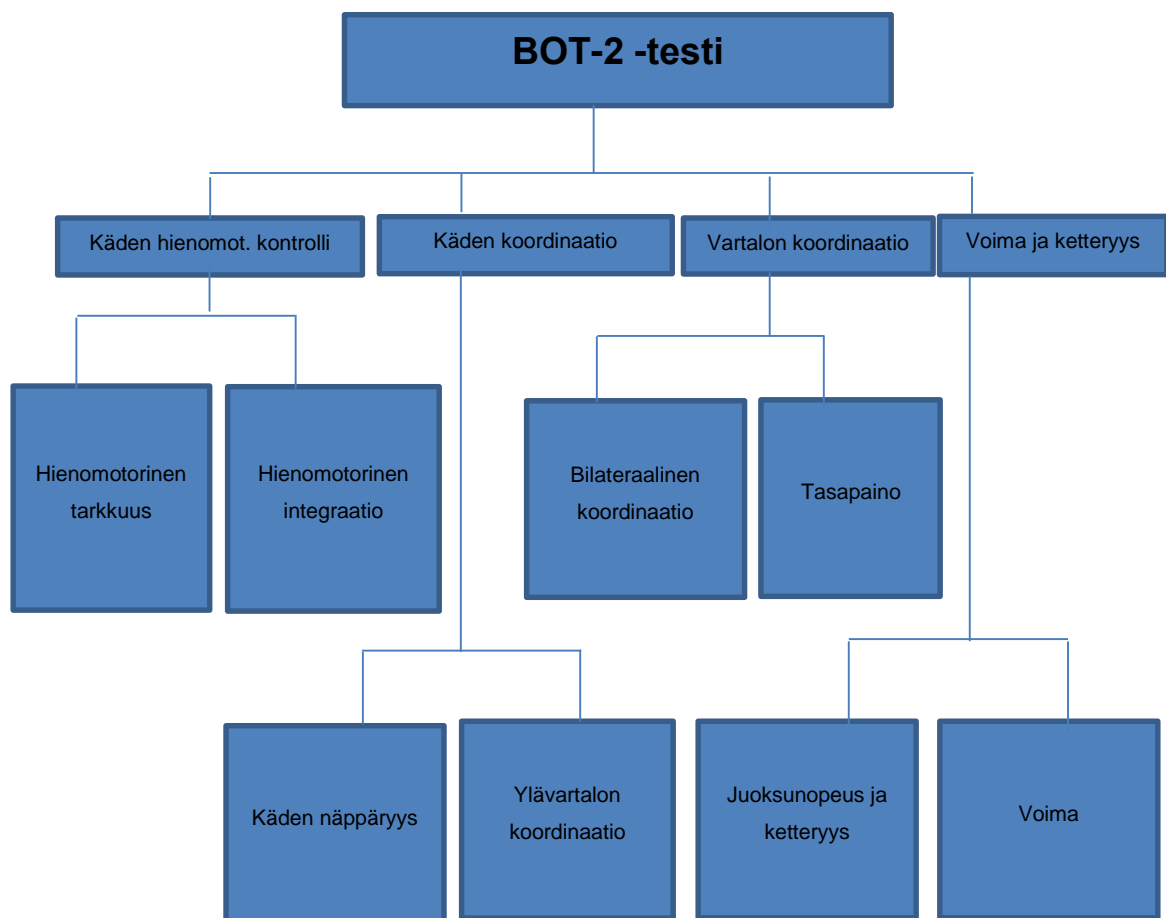 BOT-2 -testi
Käden hienomot. kontrolli
Käden koordinaatio
Vartalon koordinaatio
Voima ja ketteryys
Hienomotorinen
tarkkuus
Hienomotorinen
integraatio
Bilateraalinen
koordinaatio
Tasapaino
Käden näppäryys
Ylävartalon
koordinaatio
Juoksunopeus ja
ketteryys
Voima